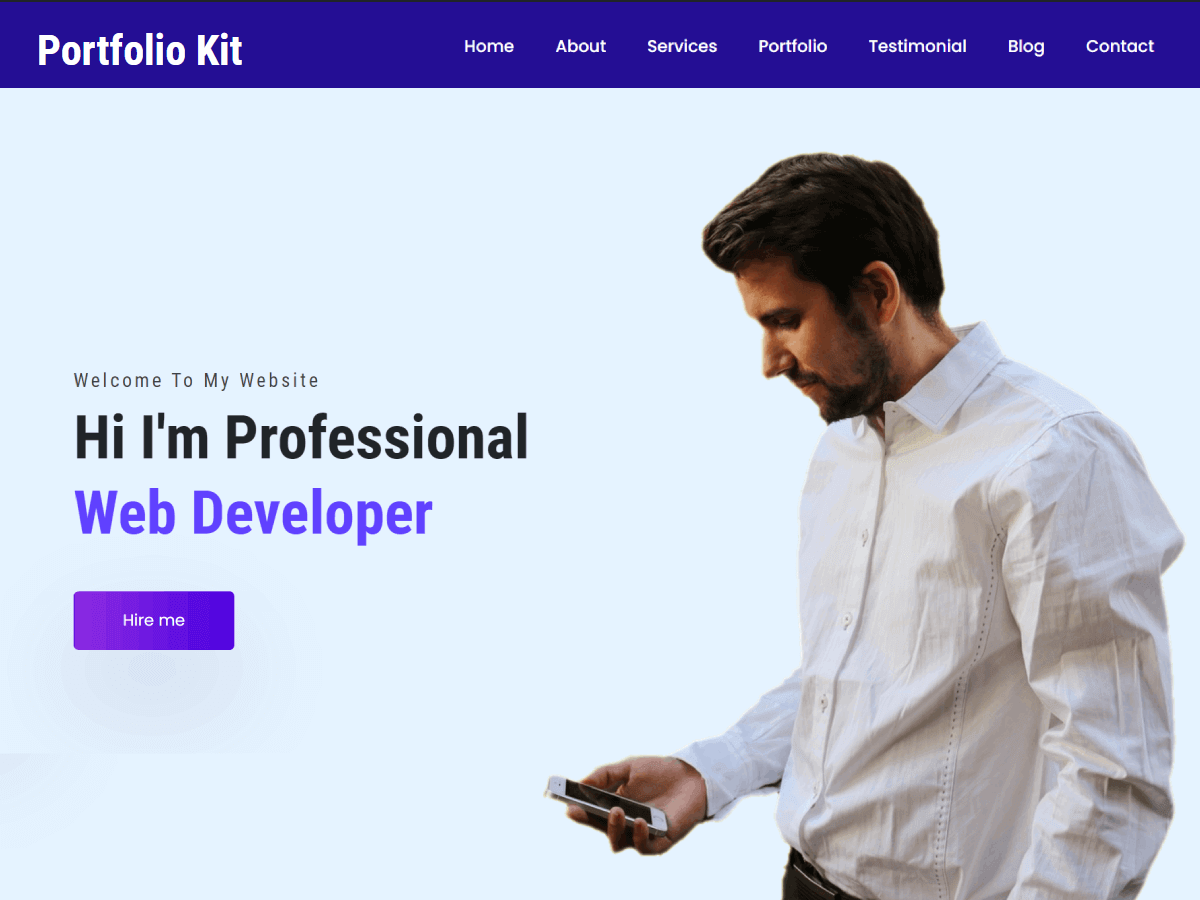 Portfolio Kit
Home About Services Portfolio Testimonial Blog Contact
Welcome To My Website
Hi I'm Professional
Web Developer
Hire me